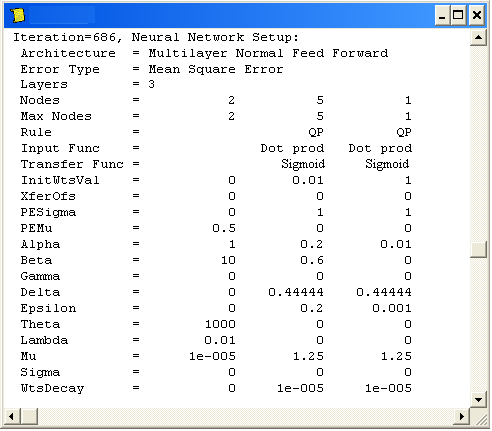 Iteration=686, Neural Network Setup:
Architecture = Multilayer Normal Feed Forward
Error Type = Mean Square Error
Layers = 3
Nodes = 2 5 1
Max Nodes = 2 5 1
Rule = QP QP
Input Func = Dot prod Dot prod
Transfer Func = Sigmoid Sigmoid
InitWtsVal = 0 0.01 1
XferOfs = 0 0 0
PESigma = 0 1 1
PEMu = 0.5 0 0
Alpha = 1 0.2 0.01
Beta = 10 0.6 0
Gamma = 0 0 0
Delta = 0 0.44444 0.44444
Epsilon = 0 0.2 0.001
Theta = 1000 0 0
Lambda = 0.01 0 0
Mu = 1e-005 1.25 1.25
Sigma = 0 0 0
WtsDecay = 0 1e-005 1e-005